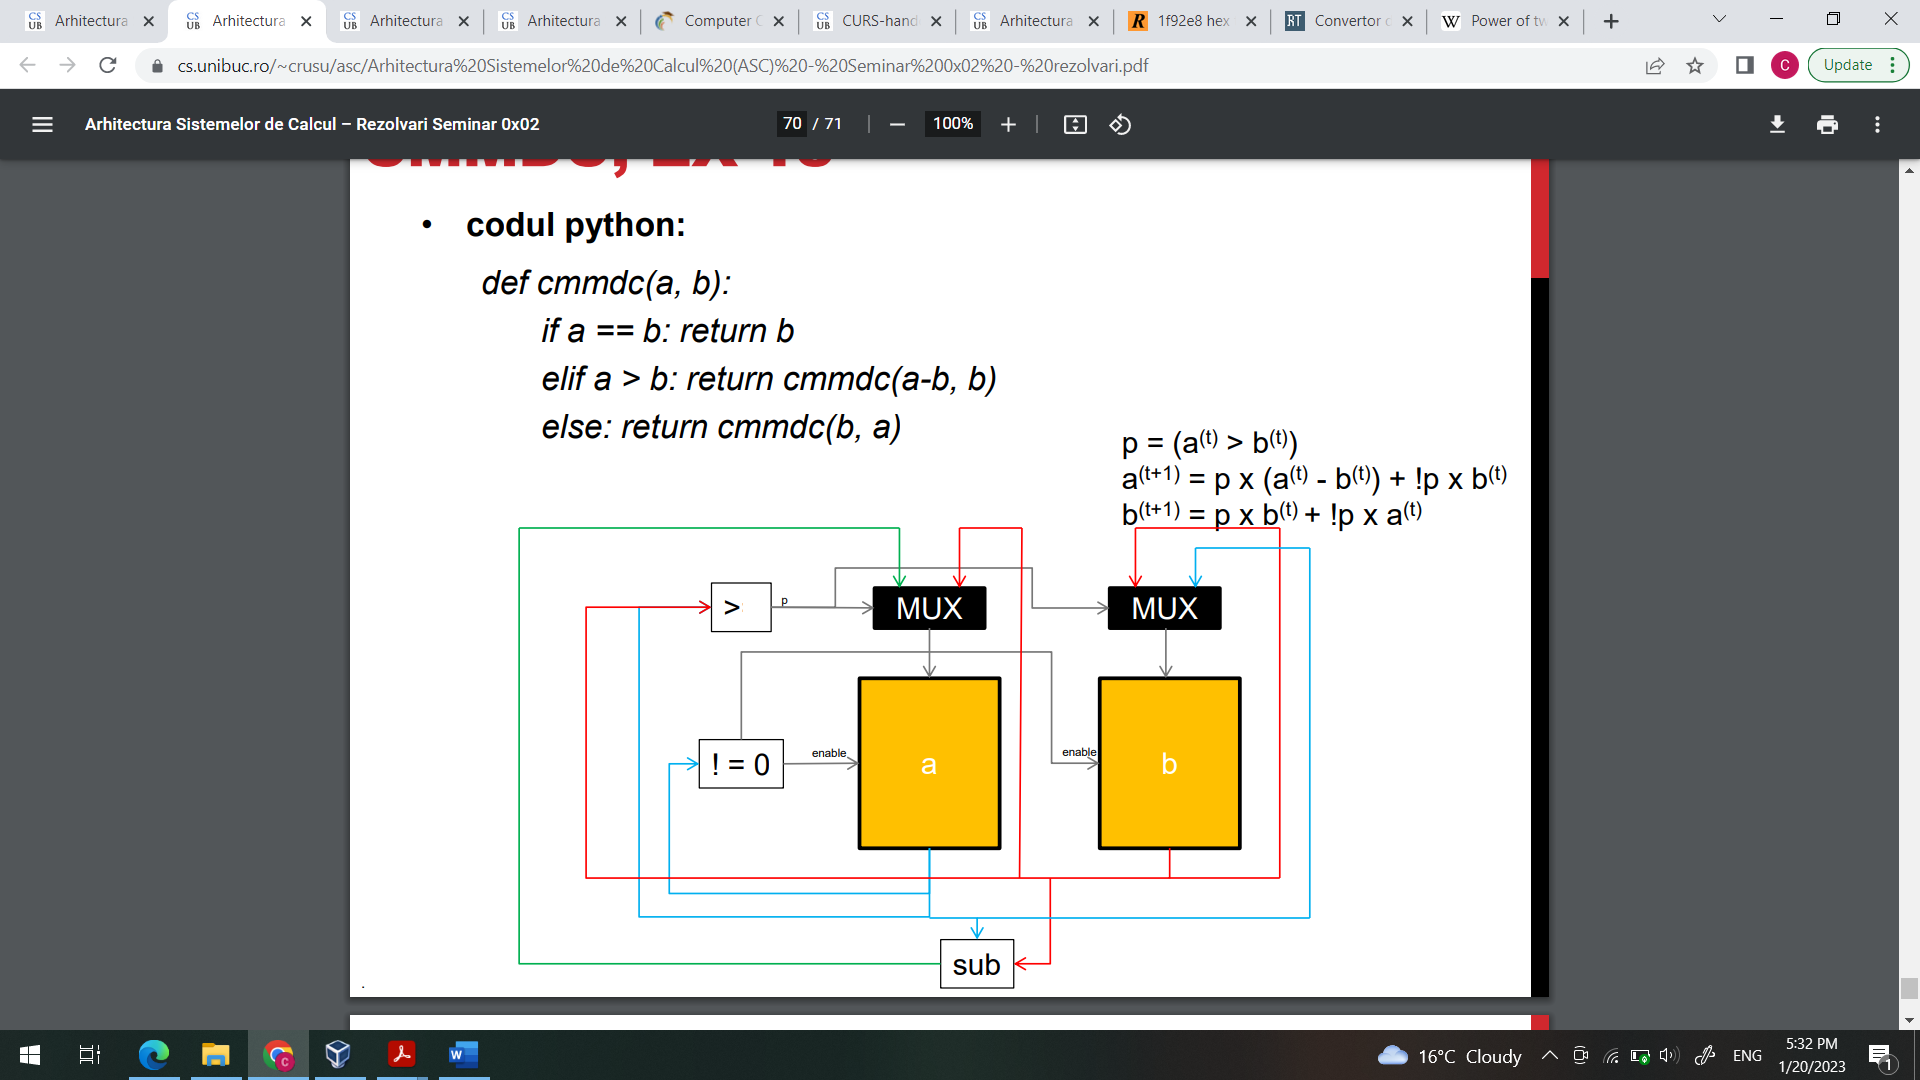 Arhitectura
Arhitectura
Arhitectura
Arhitectura
Computer
CURS-hand
Arhitectura
1f92e8 hex
Convertor
Power of tw
cs.unibuc.ro/~crusu/asc/Arhitectura%20Sistemelor%20de%20Calcul%20(ASC)%20-%20Seminar%200x02%20-%20rezolvari.pdf
C
Update
Arhitectura Sistemelor de Calcul – Rezolvari Seminar 0x02
70 / 71
100%
• codul python:
def cmmdc(a, b):
if a == b: return b
elif a > b: return cmmdc(a-b, b)
else: return cmmdc(b, a)
p = (a(t) > b(t))
a(t+1) = p x (a(t) - b(t)) + !p x b(t)
b(t+1) = p x b(t) + !p x a(t)
>
p
MUX
MUX
! = 0
enable
a
enable
b
sub
16°C Cloudy
ENG
5:32 PM
1/20/2023
1